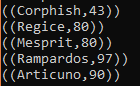 ((Corphish,43))
((Regice,80))
((Mesprit,80))
((Rampardos,97))
((Articuno,90))